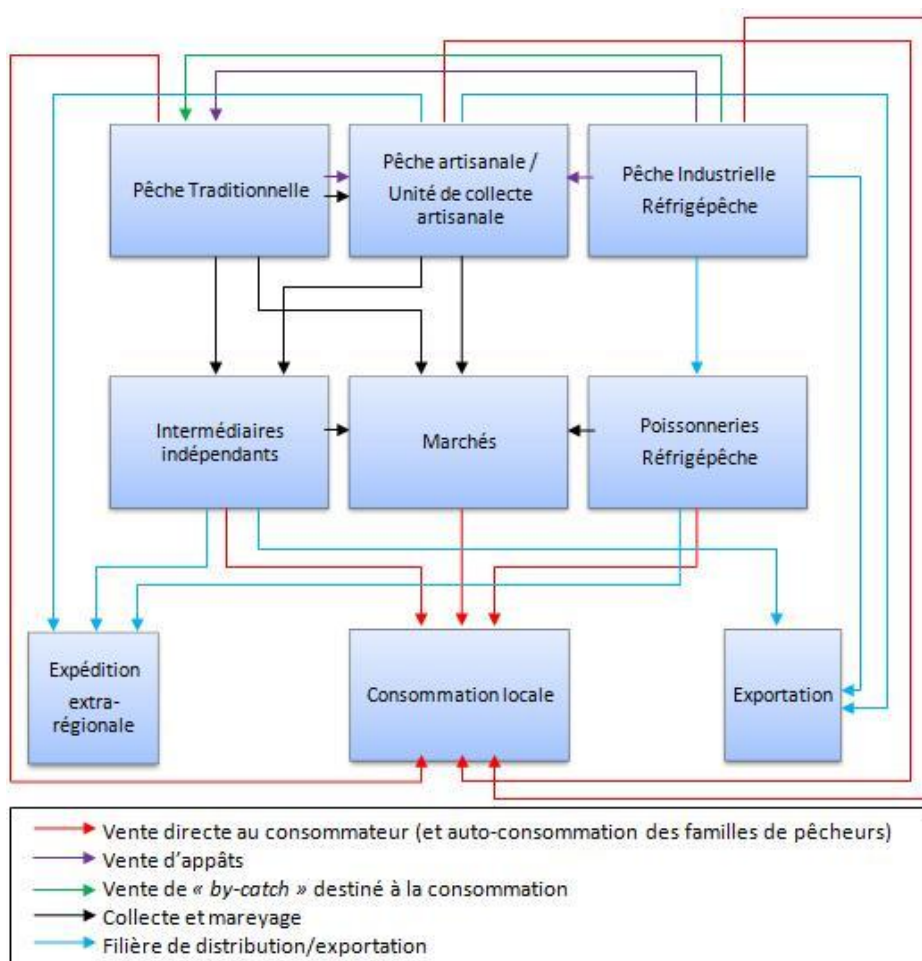 Pêche Traditionnelle
Pêche artisanale /
Unité de collecte
artisanale
Pêche Industrielle
Réfrigépêche
Intermédiaires
indépendants
Marchés
Poissonneries
Réfrigépêche
Expédition
extra-
régionale
Consommation locale
Exportation
Vente directe au consommateur (et auto-consommation des familles de pêcheurs)
Vente d'appâts
Vente de « by-catch » destiné à la consommation
Collecte et mareyage
Filière de distribution/exportation